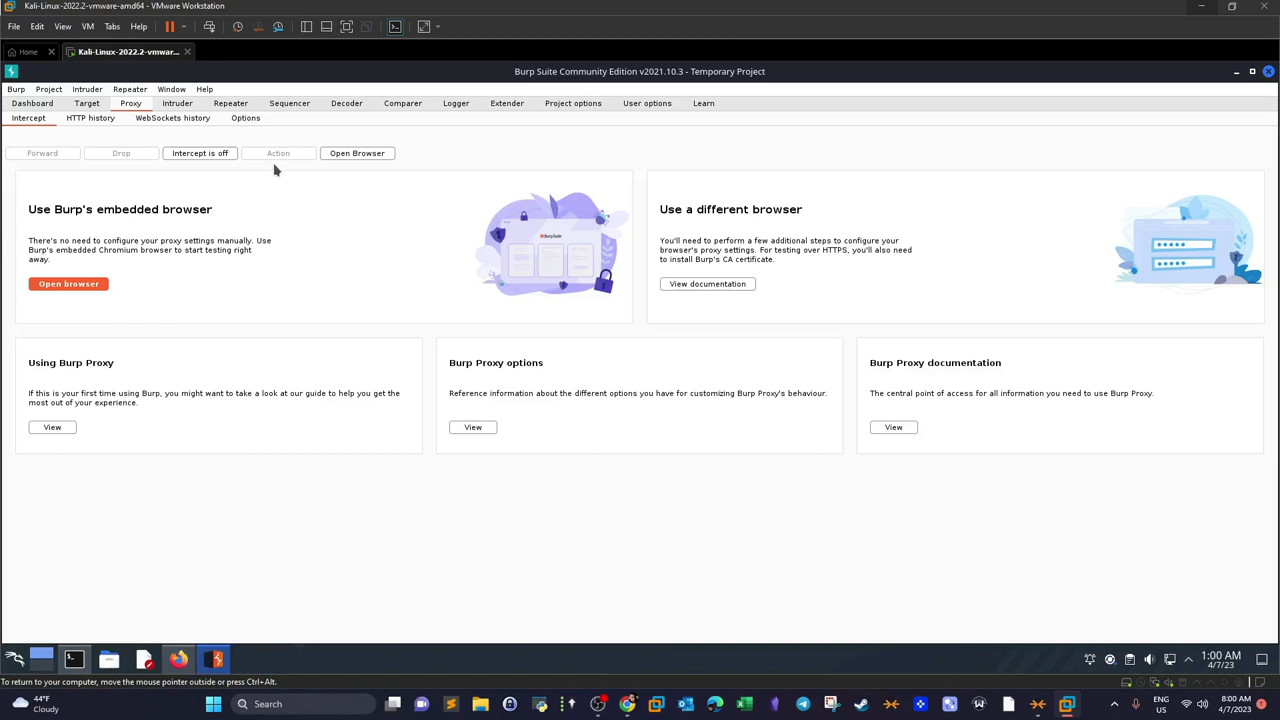 Kali-Linux-2022.2-vmware-amd64 - VMware Workstation
File Edit View VM Tabs Help
Home Kali-Linux-2022.2-vmwar...
Burp Suite Community Edition v2021.10.3 - Temporary Project
Burp Project Intruder Repeater Window Help
Dashboard Target Proxy Intruder Repeater Sequencer Decoder Comparer Logger Extender Project options User options Learn
Intercept HTTP history WebSockets history Options
Forward Drop Intercept is off Action Open Browser
Use Burp's embedded browser
There's no need to configure your proxy settings manually. Use
Burp's embedded Chromium browser to start testing right
away.
Open browser
BurpSuite
Use a different browser
You'll need to perform a few additional steps to configure your
browser's proxy settings. For testing over HTTPS, you'll also need
to install Burp's CA certificate.
View documentation
Using Burp Proxy
If this is your first time using Burp, you might want to take a look at our guide to help you get the
most out of your experience.
View
Burp Proxy options
Reference information about the different options you have for customizing Burp Proxy's behaviour.
View
Burp Proxy documentation
The central point of access for all information you need to use Burp Proxy.
View
1:00 AM
4/7/23
To return to your computer, move the mouse pointer outside or press Ctrl+Alt.
44°F
Cloudy
Search
ENG
US
8:00 AM
4/7/2023